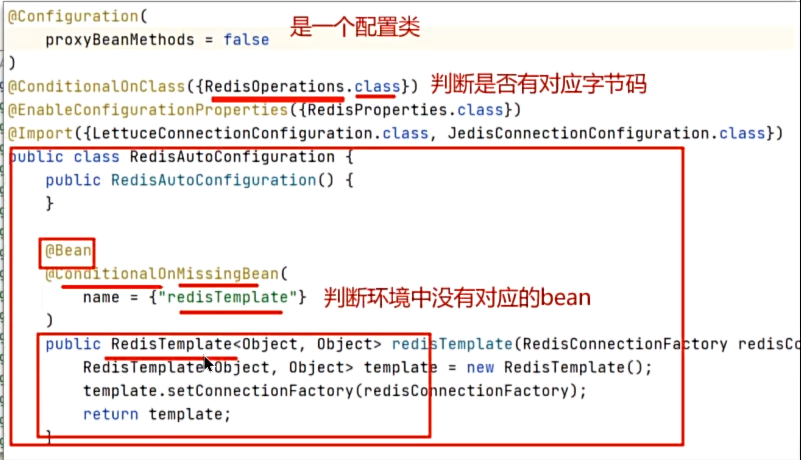 @Configuration(
是一个配置类
proxyBeanMethods = false
)
@ConditionalOnClass({RedisOperations.class}) 判断是否有对应字节码
@EnableConfigurationProperties({RedisProperties.class})
@Import({LettuceConnectionConfiguration.class, JedisConnectionConfiguration.class})
public class RedisAutoConfiguration {
public RedisAutoConfiguration() {
}
@Bean
@ConditionalOnMissingBean(
name = {"redisTemplate"} 判断环境中没有对应的bean
)
public RedisTemplate<Object, Object> redisTemplate(RedisConnectionFactory redisCo
RedisTemplate<Object, Object> template = new RedisTemplate();
template.setConnectionFactory(redisConnectionFactory);
return template;
}